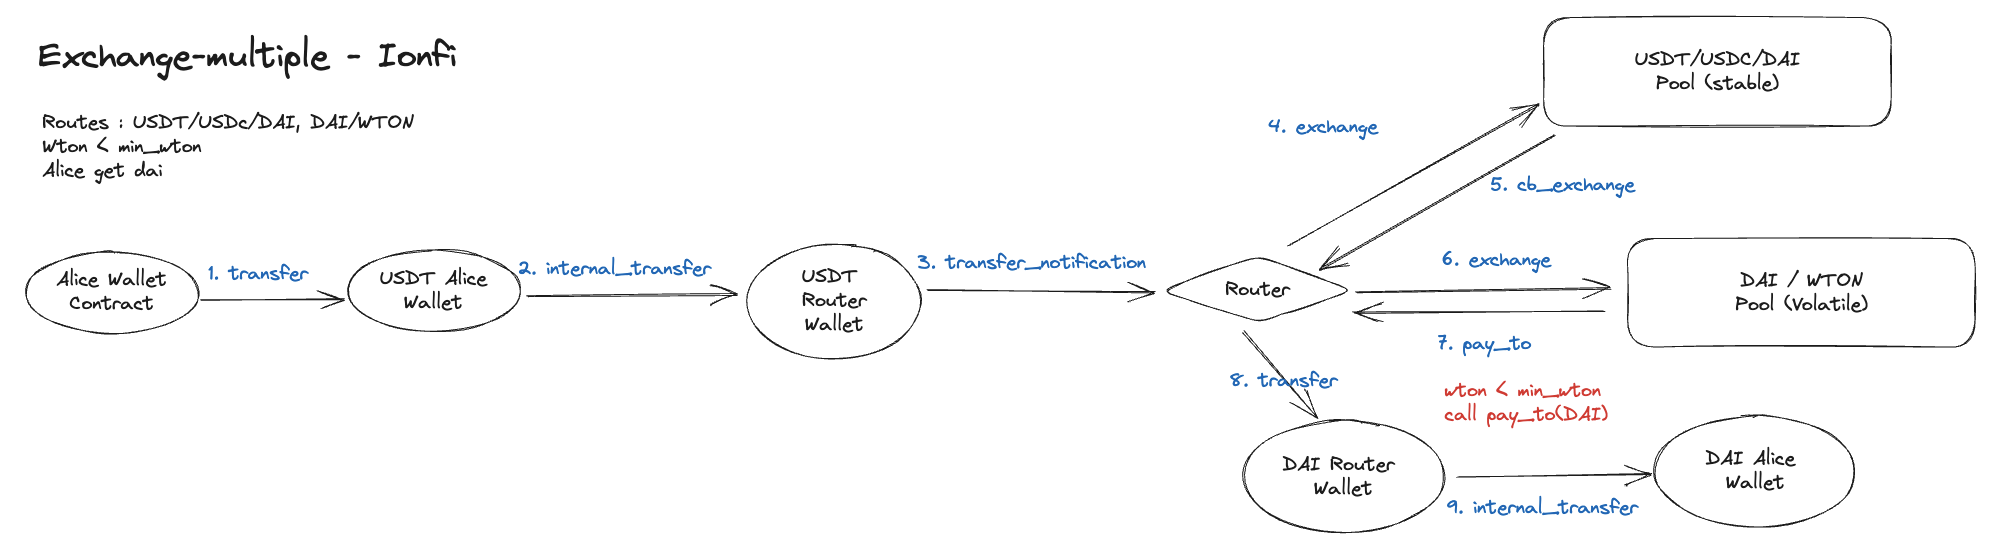 Exchange-multiple - Ionfi
Routes : USDT/USDc/DAI, DAI/WTON
Wton < min_wton
Alice get dai
Alice Wallet
Contract
1. transfer
USDT Alice
Wallet
2. internal_transfer
USDT
Router
Wallet
3. transfer_notification
Router
4. exchange
USDT/USDC/DAI
Pool (stable)
5. cb_exchange
6. exchange
DAI / WTON
Pool (Volatile)
7. pay_to
wton < min_wton
call pay_to(DAI)
8. transfer
DAI Router
Wallet
9. internal_transfer
DAI Alice
Wallet